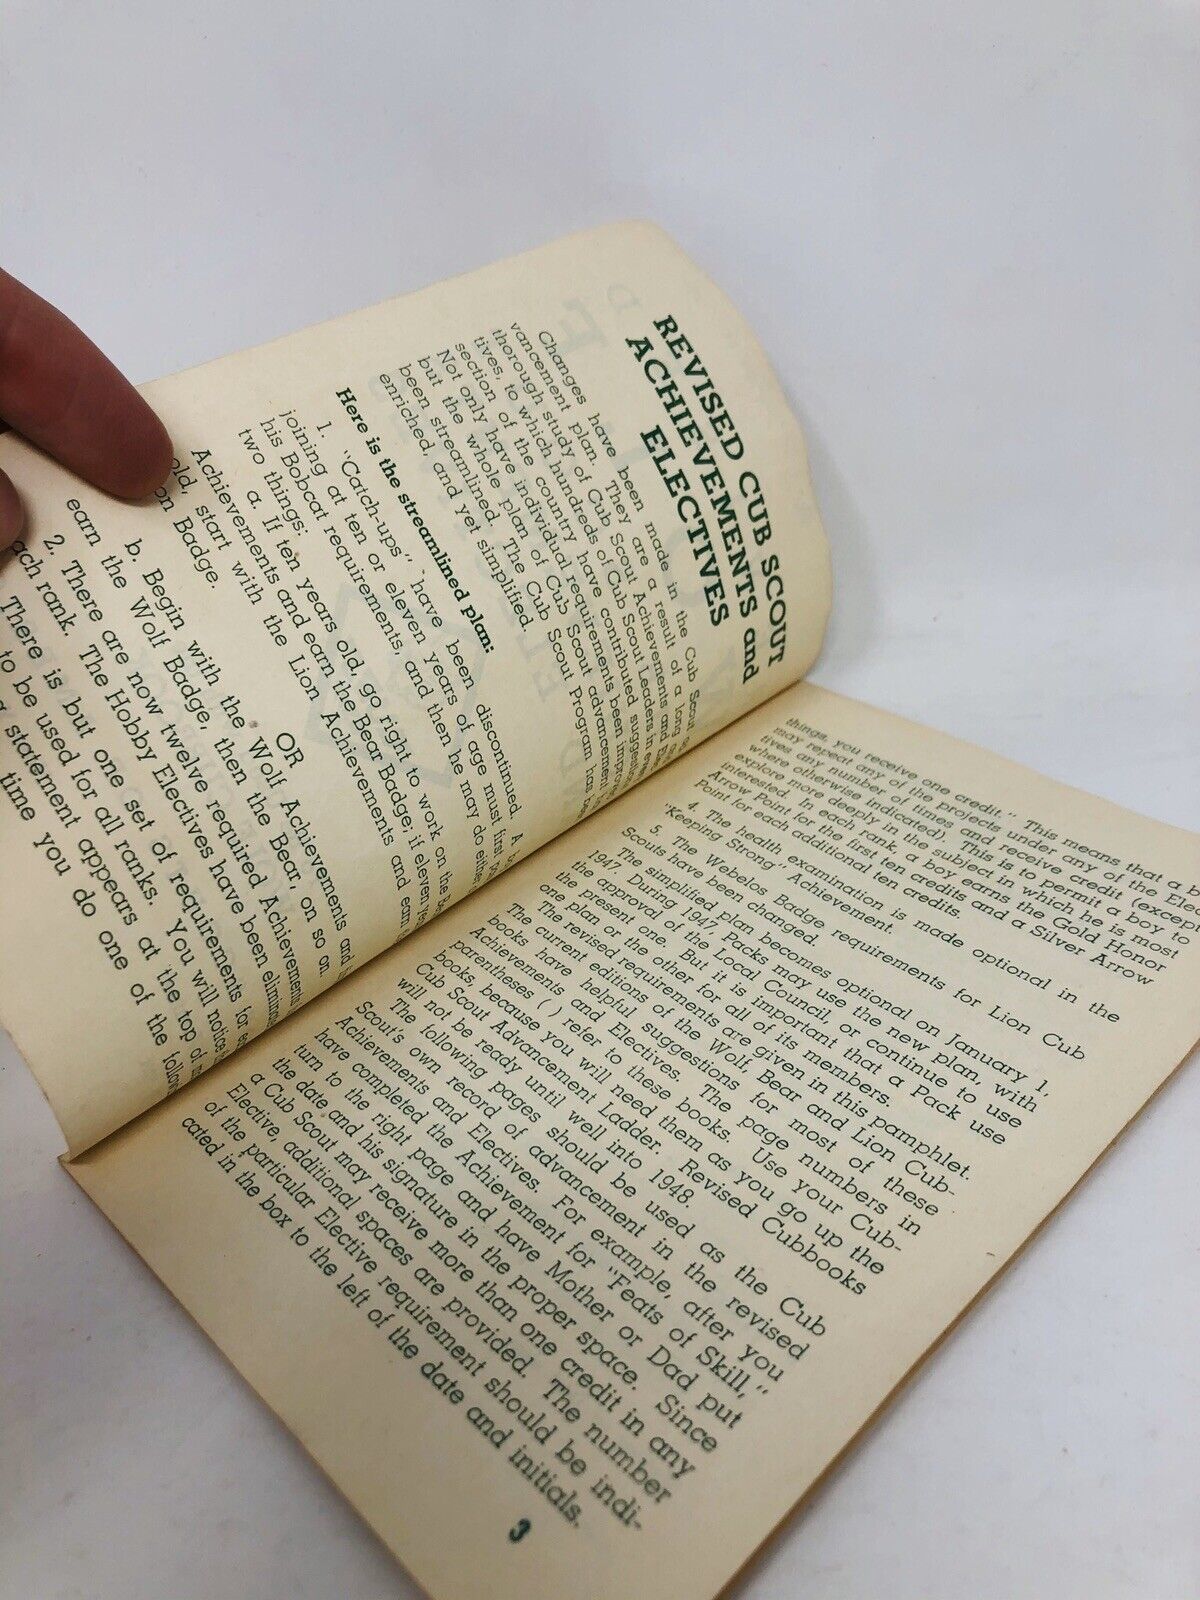 REVISED CUB SCOUT
ACHIEVEMENTS and
ELECTIVES
Changes have been made in the Cub Scout
vancement plan. They are a result of a long and
thorough study of Cub Scout Achievements and
tives, to which hundreds of Cub Scout Leaders in
section of the country have contributed
Not only have individual requirements been
but the whole plan of Cub Scout advancement
been streamlined. The Cub Scout Program has
enriched, and yet simplified.
Here is the streamlined plan:
1. "Catch-ups" have been discontinued. A
joining at ten or eleven years of age must first
his Bobcat requirements, and then he may do
two things:
a. If ten years old, go right to work on the
Achievements and earn the Bear Badge; if eleven
old, start with the Lion Achievements and earn
on Badge.
OR
b. Begin with the Wolf Achievements and
earn the Wolf Badge, then the Bear, on so on
2. There are now twelve required Achievements
ach rank. The Hobby Electives have been
There is but one set of requirements for
to be used for all ranks. You will notice
statement appears at the top of
time you do one of the
things, you receive one credit." This means that a
may repeat any of the projects under any of the
tives any number of times and receive credit (except
where otherwise indicated). This is to permit a boy to
explore more deeply in the subject in which he is most
interested. In each rank, a boy earns the Gold Honor
Arrow Point for the first ten credits and a Silver Arrow
Point for each additional ten credits.
4. The health examination is made optional in the
"Keeping Strong" Achievement.
5. The Webelos Badge requirements for Lion Cub
Scouts have been changed.
The simplified plan becomes optional on January 1,
1947. During 1947, Packs may use the new plan, with
the approval of the Local Council, or continue to use
the present one. But it is important that a Pack use
one plan or the other for all of its members.
The revised requirements are given in this pamphlet.
The current editions of the Wolf, Bear and Lion Cub-
books have helpful suggestions for most of these
Achievements and Electives. The page numbers in
parentheses ( ) refer to these books. Use your Cub-
books, because you will need them as you go up the
Cub Scout Advancement Ladder. Revised Cubbooks
will not be ready until well into 1948.
The following pages should be used as the Cub
Scout's own record of advancement in the revised
Achievements and Electives. For example, after you
have completed the Achievement for "Feats of Skill,"
turn to the right page and have Mother or Dad put
the date and his signature in the proper space. Since
a Cub Scout may receive more than one credit in any
Elective, additional spaces are provided. The number
of the particular Elective requirement should be indi-
cated in the box to the left of the date and initials.
3